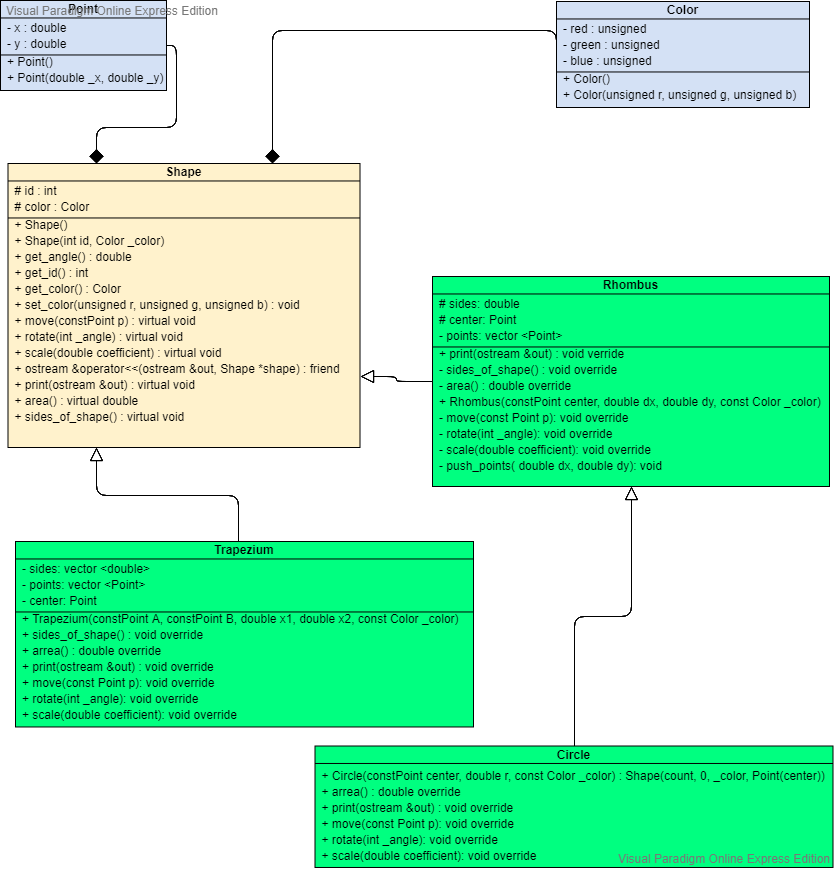 Visual Paradigm Online Express Edition
Point
- x : double
- y : double
+ Point()
+ Point(double _x, double _y)
Color
- red : unsigned
- green : unsigned
- blue : unsigned
+ Color()
+ Color(unsigned r, unsigned g, unsigned b)
Shape
# id : int
# color : Color
+ Shape()
+ Shape(int id, Color _color)
+ get_angle() : double
+ get_id() : int
+ get_color() : Color
+ set_color(unsigned r, unsigned g, unsigned b) : void
+ move(constPoint p) : virtual void
+ rotate(int _angle) : virtual void
+ scale(double coefficient) : virtual void
+ ostream &operator<<(ostream &out, Shape *shape) : friend
+ print(ostream &out) : virtual void
+ area() : virtual double
+ sides_of_shape() : virtual void
Rhombus
# sides: double
# center: Point
- points: vector <Point>
+ print(ostream &out) : void verride
- sides_of_shape() : void override
- area() : double override
+ Rhombus(constPoint center, double dx, double dy, const Color _color)
- move(const Point p): void override
- rotate(int _angle): void override
- scale(double coefficient): void override
- push_points( double dx, double dy): void
Trapezium
- sides: vector <double>
- points: vector <Point>
- center: Point
+ Trapezium(constPoint A, constPoint B, double x1, double x2, const Color _color)
+ sides_of_shape() : void override
+ arrea() : double override
+ print(ostream &out) : void override
+ move(const Point p): void override
+ rotate(int _angle): void override
+ scale(double coefficient): void override
Circle
+ Circle(constPoint center, double r, const Color _color) : Shape(count, 0, _color, Point(center))
+ arrea() : double override
+ print(ostream &out) : void override
+ move(const Point p): void override
+ rotate(int _angle): void override
+ scale(double coefficient): void override
Visual Paradigm Online Express Edition